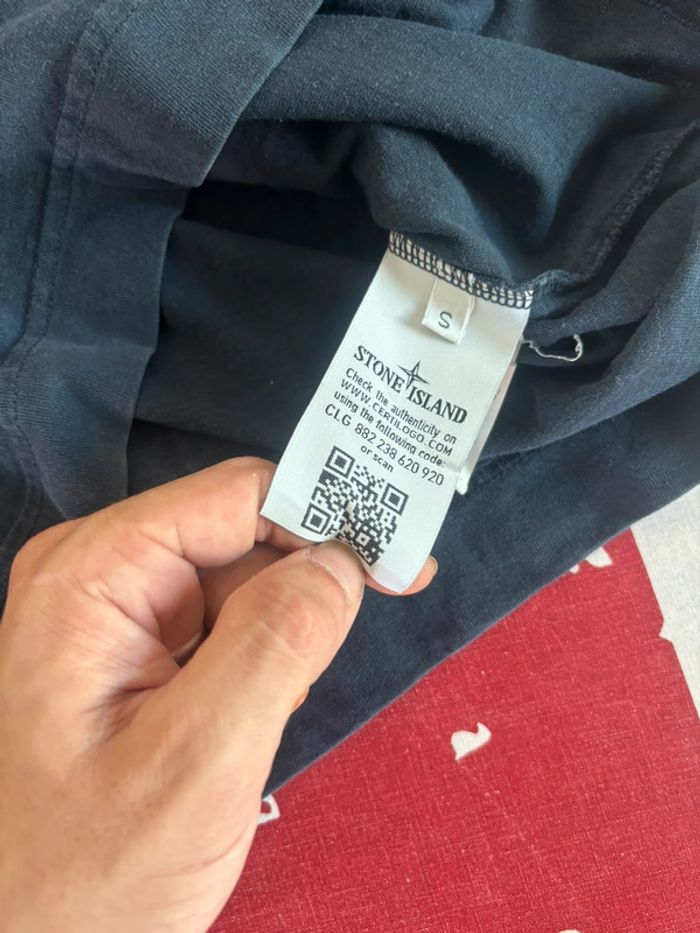 S
STONE ISLAND
Check the authenticity on
WWW.CERTILOGO.COM
using the following code:
CLG 882 238 620 920
or scan